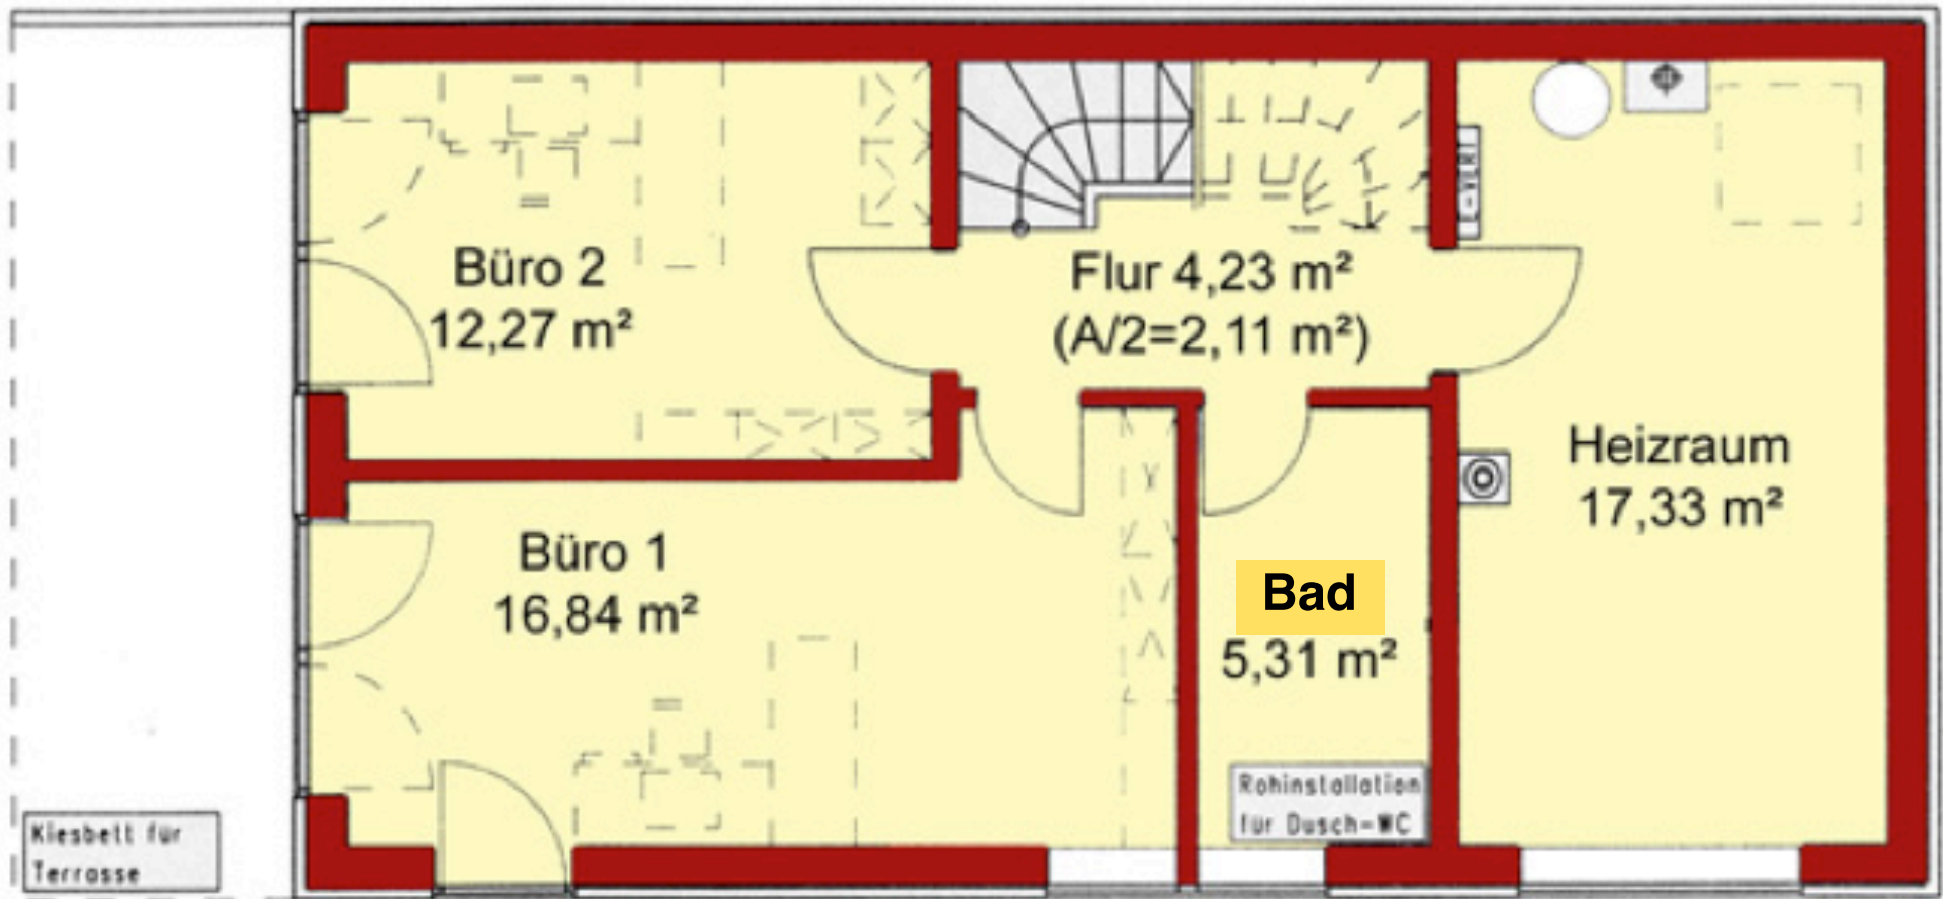 Büro 2
12,27 m²
Flur 4,23 m²
(A/2=2,11 m²)
E-VERT
Heizraum
17,33 m²
Büro 1
16,84 m²
Bad
5,31 m²
Rohinstallation
für Dusch-WC
Kiesbett für
Terrasse